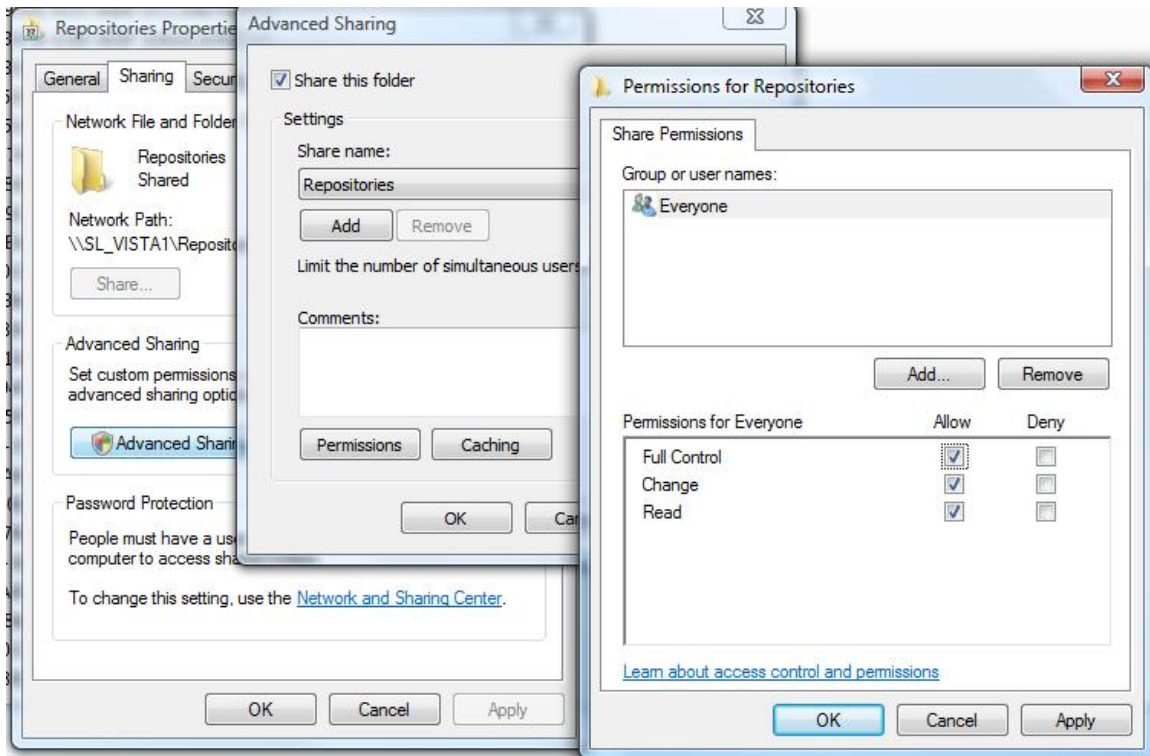 Repositories Propertie
General
Sharing
Secur
Network File and Folder
Repositories
Shared
Network Path:
\\SL_VISTA1\Reposito
Share...
Advanced Sharing
Set custom permissions
advanced sharing optio
Advanced Sharin
Password Protection
People must have a use
computer to access sha
To change this setting, use the Network and Sharing Center.
OK
Cancel
Apply
Advanced Sharing
Share this folder
Settings
Share name:
Repositories
Add
Remove
Limit the number of simultaneous users
Comments:
Permissions
Caching
OK
Can
Permissions for Repositories
Share Permissions
Group or user names:
Everyone
Add...
Remove
Permissions for Everyone Allow Deny
Full Control
Change
Read
Learn about access control and permissions
OK
Cancel
Apply